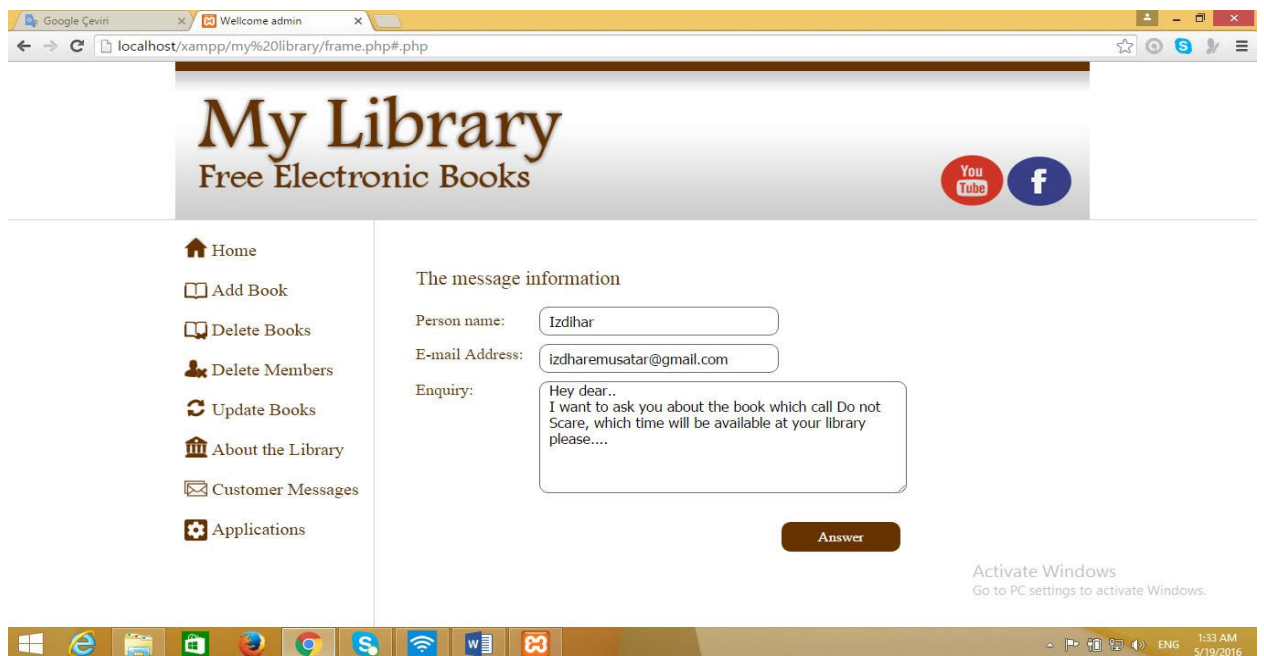 Google Çeviri
Wellcome admin
localhost/xampp/my%20library/frame.php#.php
My Library
Free Electronic Books
You
Tube
f
Home
Add Book
Delete Books
Delete Members
Update Books
About the Library
Customer Messages
Applications
The message information
Person name:
Izdihar
E-mail Address:
izdharemusatar@gmail.com
Enquiry:
Hey dear..
I want to ask you about the book which call Do not
Scare, which time will be available at your library
please....
Answer
Activate Windows
Go to PC settings to activate Windows.
ENG
1:33 AM
5/19/2016